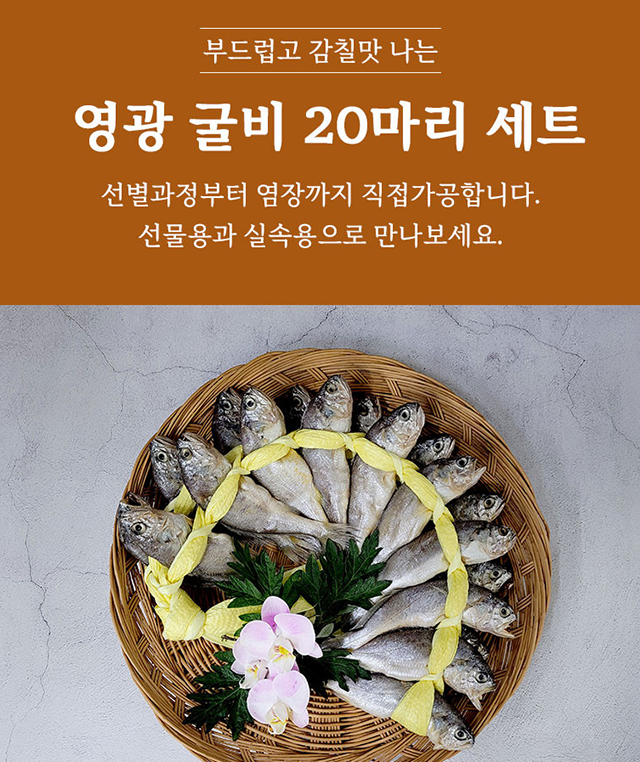 부드럽고 감칠맛 나는
영광 굴비 20마리 세트
선별과정부터 염장까지 직접가공합니다.
선물용과 실속용으로 만나보세요.